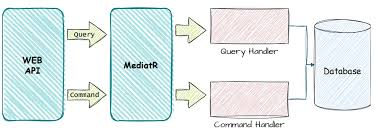 Query
WEB
API
MediatR
Query Handler
Database
Command
Command Handler